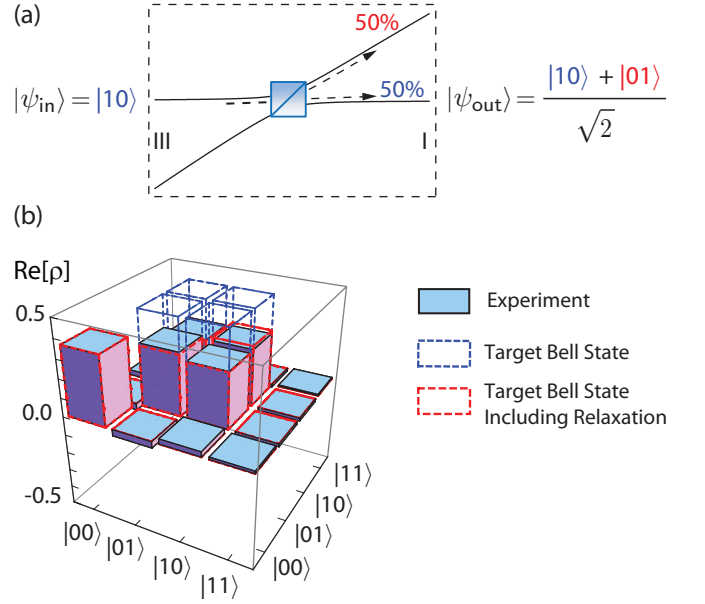 (a)
50%
|ψin⟩ = |10⟩
50%
|ψout⟩ = |10⟩ + |01⟩
√2
III
I
(b)
Re[ρ]
0.5
0.0
-0.5
|00⟩
|01⟩
|10⟩
|11⟩
|00⟩
|01⟩
|10⟩
|11⟩
Experiment
Target Bell State
Target Bell State
Including Relaxation